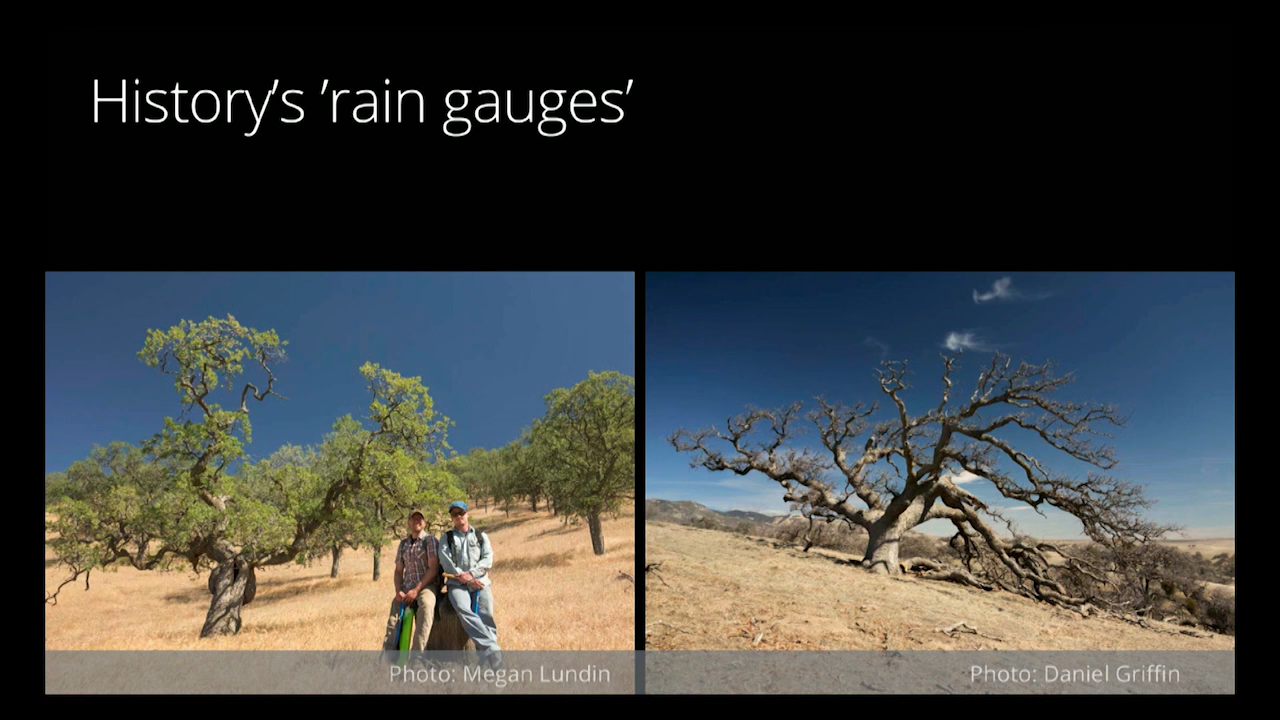 History’s ’rain gauges’
Photo: Megan Lundin
Photo: Daniel Griffin